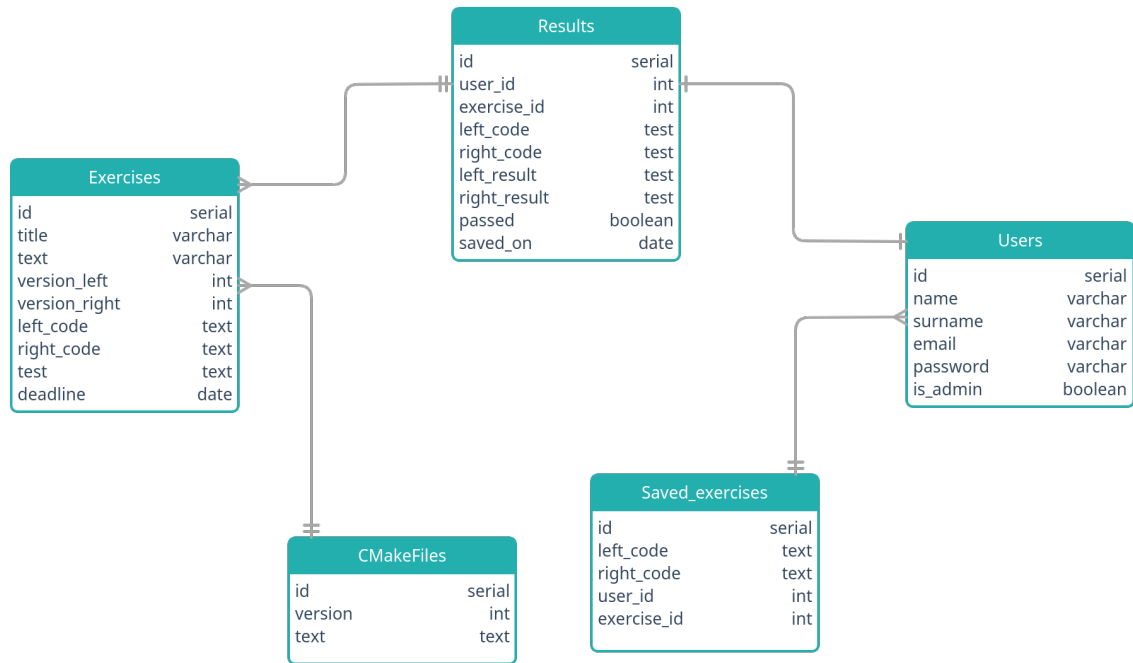 Results
id serial
user_id int
exercise_id int
left_code test
right_code test
left_result test
right_result test
passed boolean
saved_on date
Exercises
id serial
title varchar
text varchar
version_left int
version_right int
left_code text
right_code text
test text
deadline date
Users
id serial
name varchar
surname varchar
email varchar
password varchar
is_admin boolean
Saved_exercises
id serial
left_code text
right_code text
user_id int
exercise_id int
CMakeFiles
id serial
version int
text text